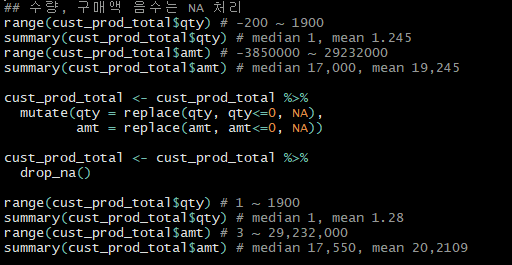 ## 수량, 구매액 음수는 NA 처리
range(cust_prod_total$qty) # -200 ~ 1900
summary(cust_prod_total$qty) # median 1, mean 1.245
range(cust_prod_total$amt) # -3850000 ~ 29232000
summary(cust_prod_total$amt) # median 17,000, mean 19,245
cust_prod_total <- cust_prod_total %>%
mutate(qty = replace(qty, qty<=0, NA),
amt = replace(amt, amt<=0, NA))
cust_prod_total <- cust_prod_total %>%
drop_na()
range(cust_prod_total$qty) # 1 ~ 1900
summary(cust_prod_total$qty) # median 1, mean 1.28
range(cust_prod_total$amt) # 3 ~ 29,232,000
summary(cust_prod_total$amt) # median 17,550, mean 20,2109